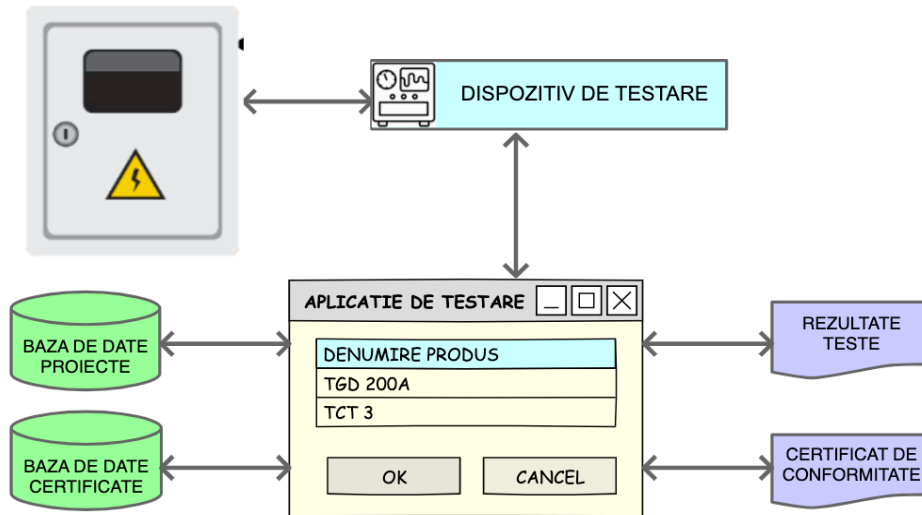 DISPOZITIV DE TESTARE
APLICATIE DE TESTARE
BAZA DE DATE
PROIECTE
DENUMIRE PRODUS
TGD 200A
TCT 3
REZULTATE
TESTE
BAZA DE DATE
CERTIFICATE
OK
CANCEL
CERTIFICAT DE
CONFORMITATE